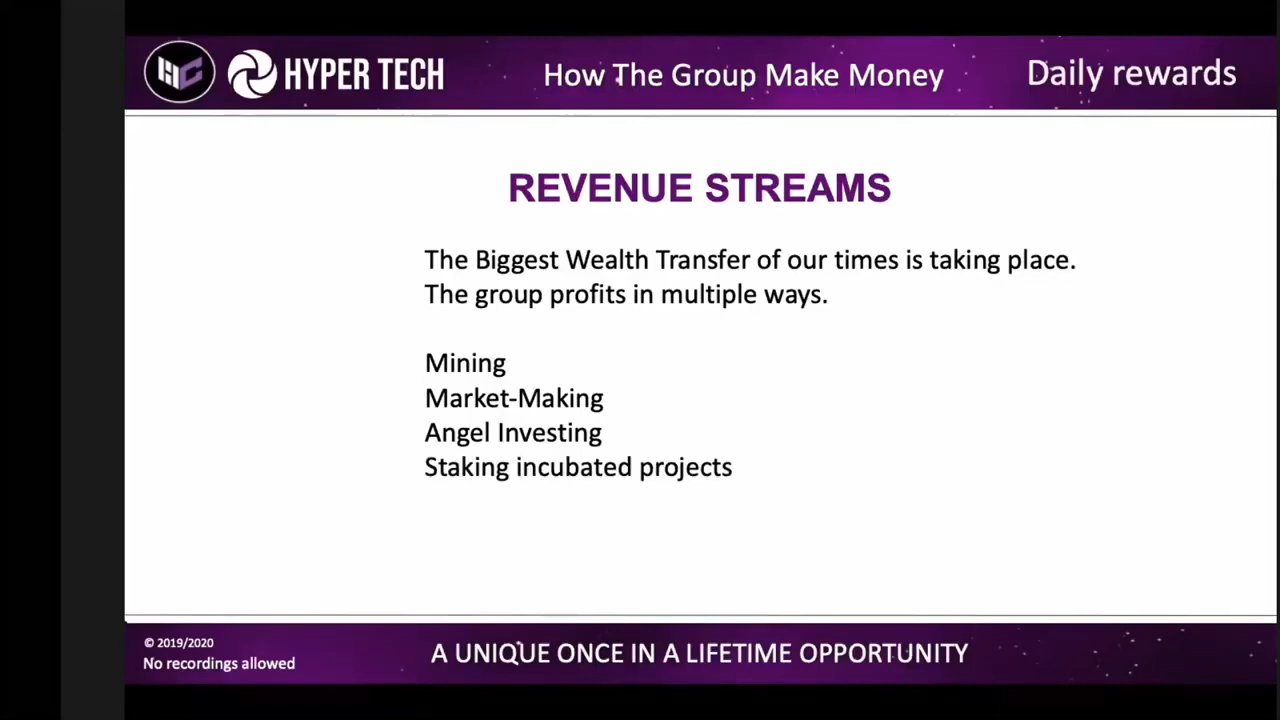 HC HYPER TECH How The Group Make Money Daily rewards
REVENUE STREAMS
The Biggest Wealth Transfer of our times is taking place.
The group profits in multiple ways.
Mining
Market-Making
Angel Investing
Staking incubated projects
© 2019/2020
No recordings allowed
A UNIQUE ONCE IN A LIFETIME OPPORTUNITY